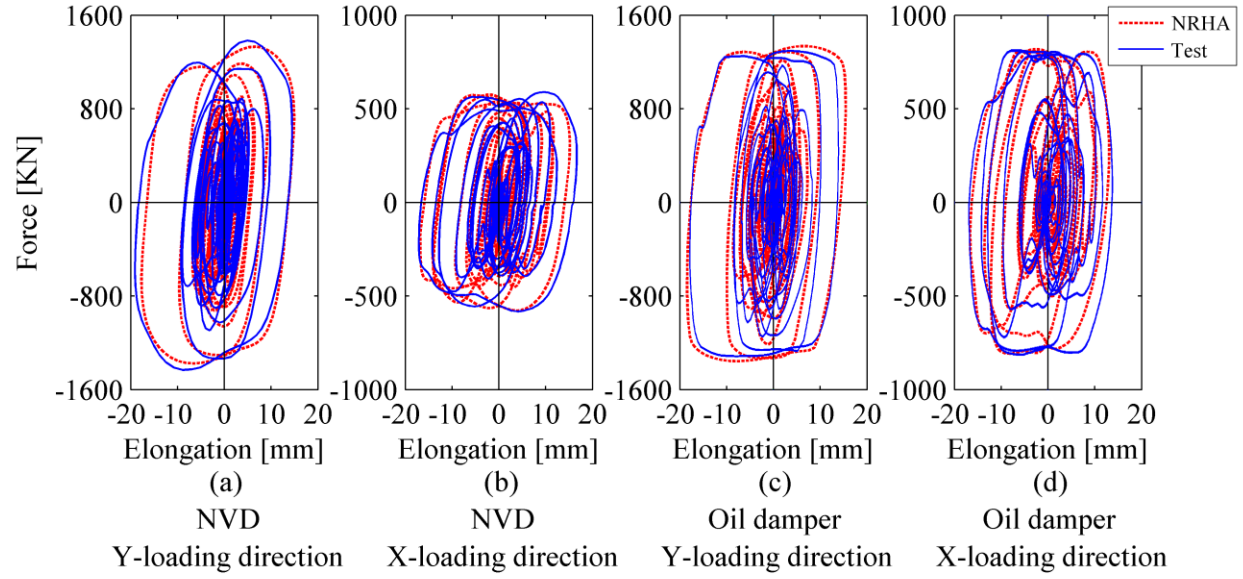 1600 1000 1600 1000
NRHA
Test
800 500 800 500
Force [KN]
0 0 0 0
-800 -500 -800 -500
-1600 -1000 -1600 -1000
-20 -10 0 10 20 -20 -10 0 10 20 -20 -10 0 10 20 -20 -10 0 10 20
Elongation [mm] Elongation [mm] Elongation [mm] Elongation [mm]
(a) (b) (c) (d)
NVD NVD Oil damper Oil damper
Y-loading direction X-loading direction Y-loading direction X-loading direction